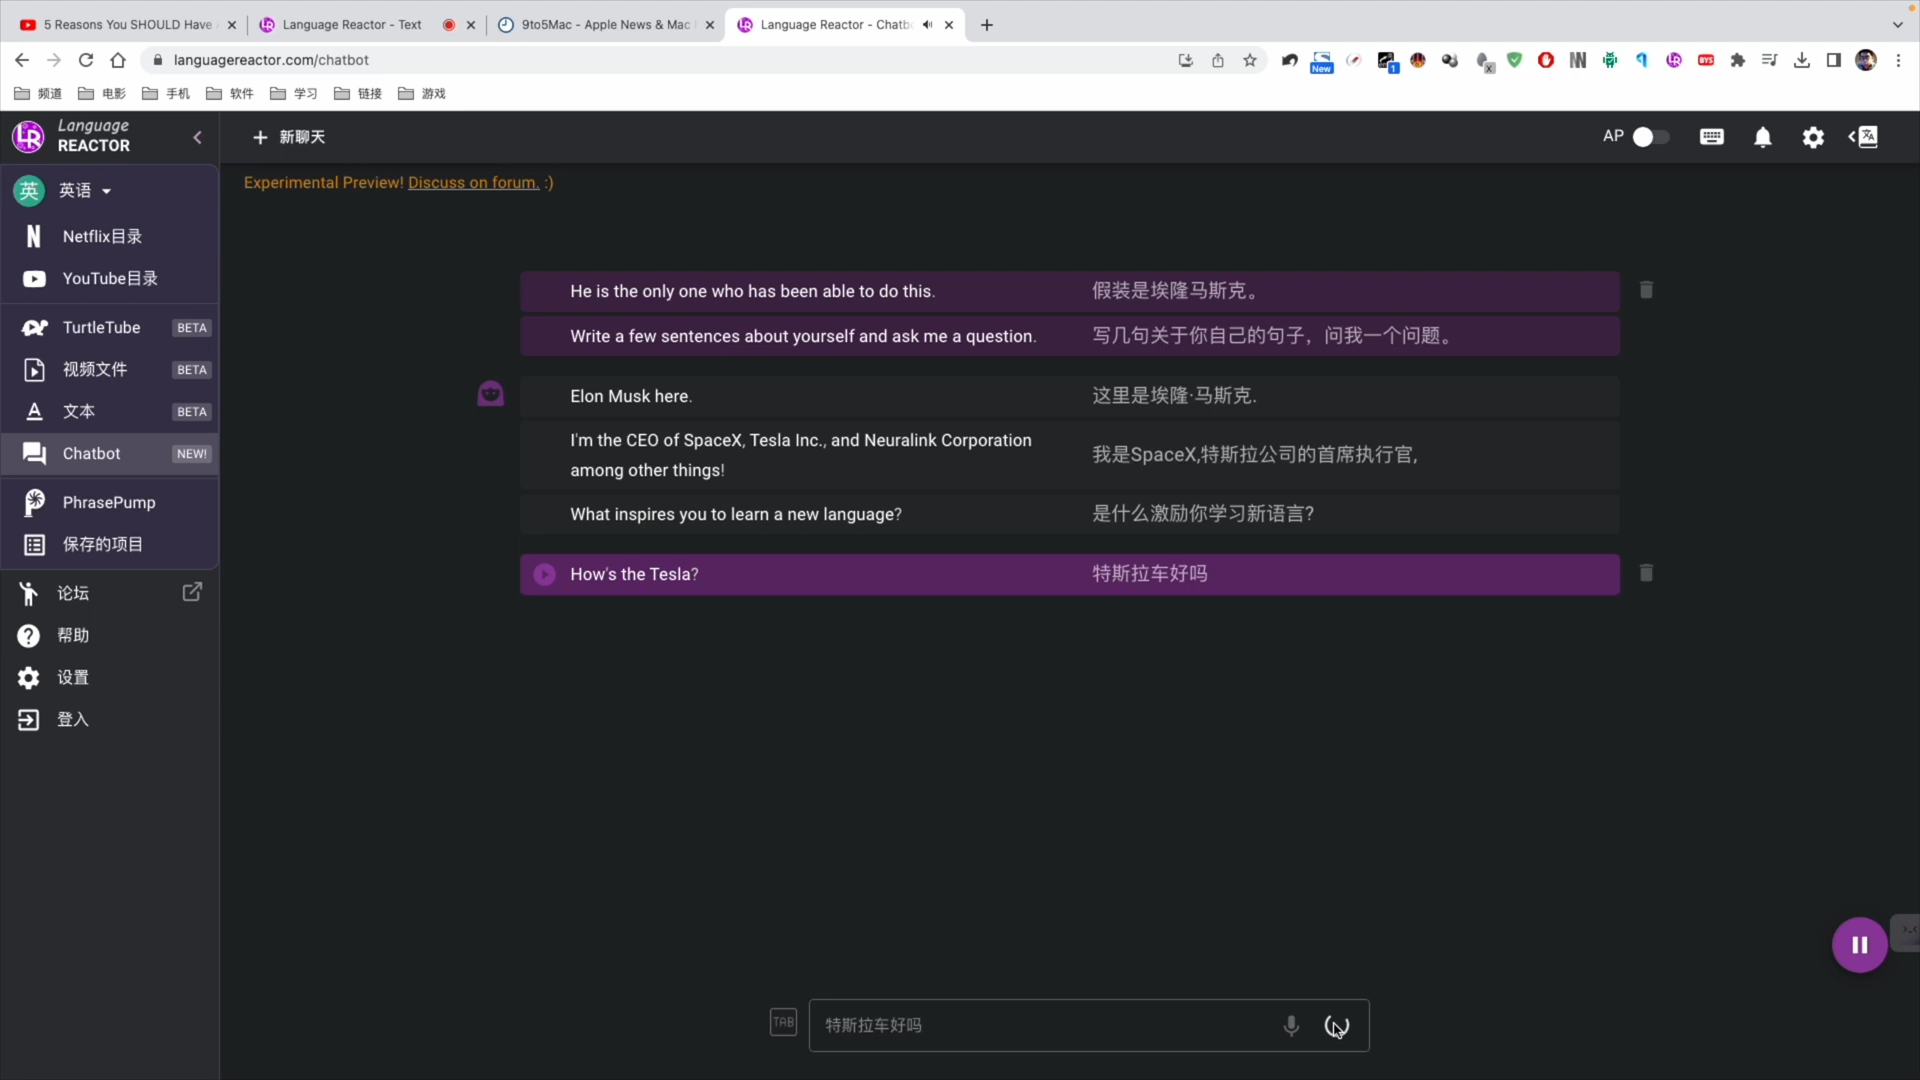 5 Reasons You SHOULD Have
Language Reactor - Text
9to5Mac - Apple News & Mac
Language Reactor - Chatb
languagereactor.com/chatbot
New
1
x
BYS
频道
电影
手机
软件
学习
链接
游戏
LR
Language
REACTOR
新聊天
AP
Experimental Preview! Discuss on forum. :)
英 英语
Netflix目录
YouTube目录
TurtleTube BETA
视频文件 BETA
文本 BETA
Chatbot NEW!
PhrasePump
保存的项目
论坛
帮助
设置
登入
He is the only one who has been able to do this. 假装是埃隆马斯克。
Write a few sentences about yourself and ask me a question. 写几句关于你自己的句子，问我一个问题。
Elon Musk here. 这里是埃隆·马斯克.
I'm the CEO of SpaceX, Tesla Inc., and Neuralink Corporation
among other things!
我是SpaceX,特斯拉公司的首席执行官,
What inspires you to learn a new language? 是什么激励你学习新语言?
How's the Tesla? 特斯拉车好吗
TAB
特斯拉车好吗